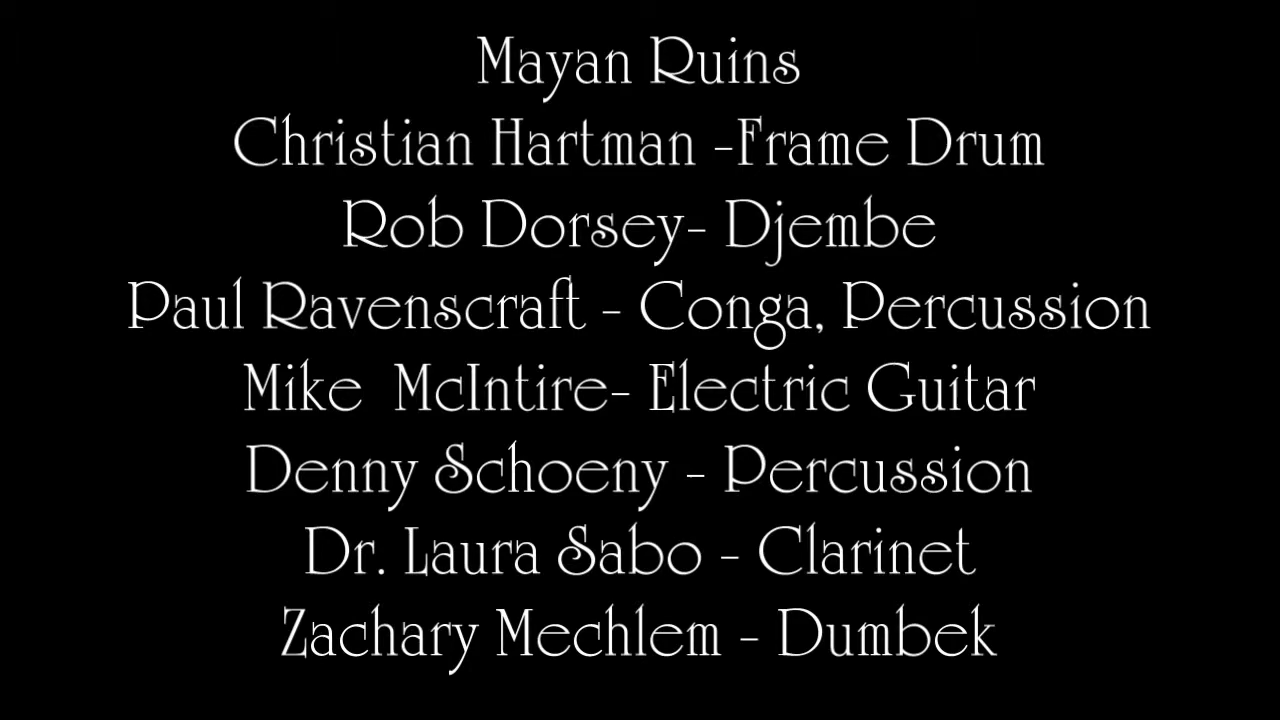 Mayan Ruins
Christian Hartman -Frame Drum
Rob Dorsey- Djembe
Paul Ravenscraft - Conga, Percussion
Mike  McIntire- Electric Guitar
Denny Schoeny - Percussion
Dr. Laura Sabo - Clarinet
Zachary Mechlem - Dumbek